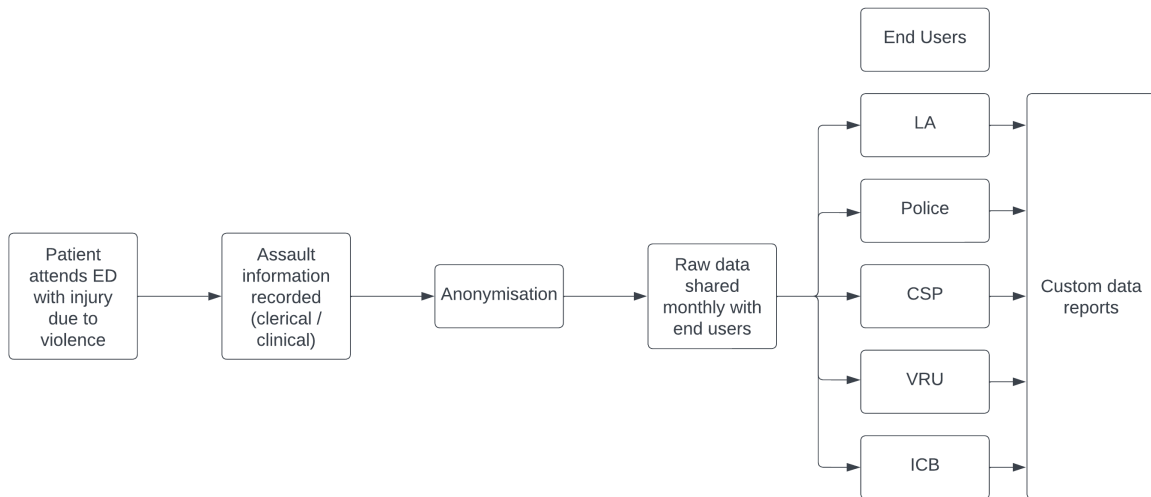 End Users
LA
Police
Patient
attends ED
with injury
due to
violence
Assault
information
recorded
(clerical /
clinical)
Anonymisation
Raw data
shared
monthly with
end users
CSP
Custom data
reports
VRU
ICB